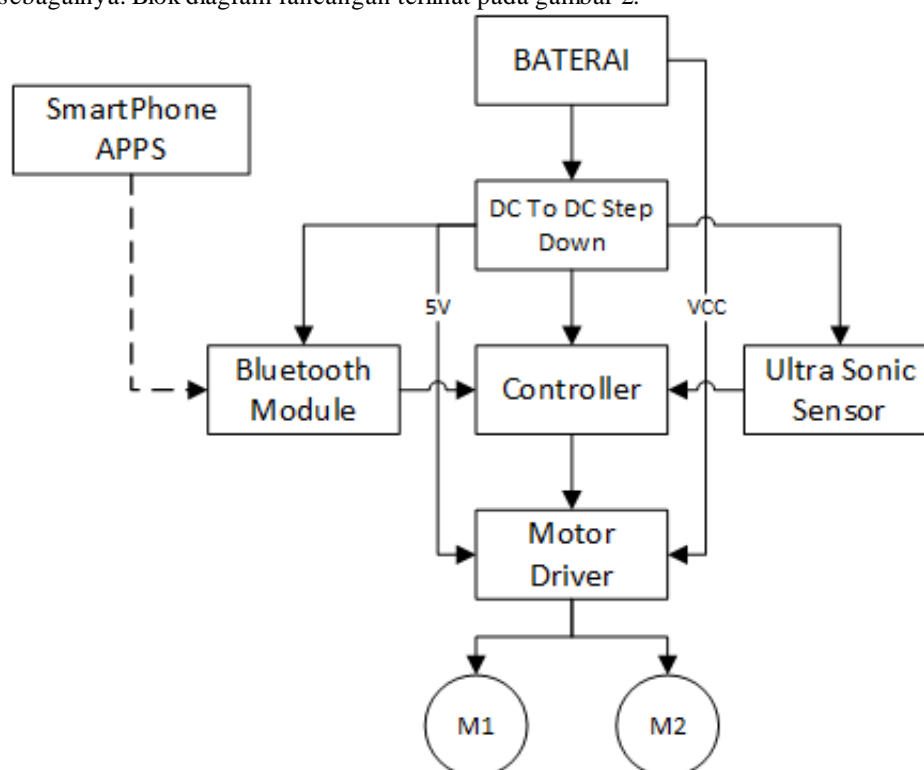 sebagainya. Blok diagram rancangan terlihat pada gambar 2.
BATERAI
SmartPhone
APPS
DC To DC Step
Down
5V
VCC
Bluetooth
Module
Controller
Ultra Sonic
Sensor
Motor
Driver
M1
M2